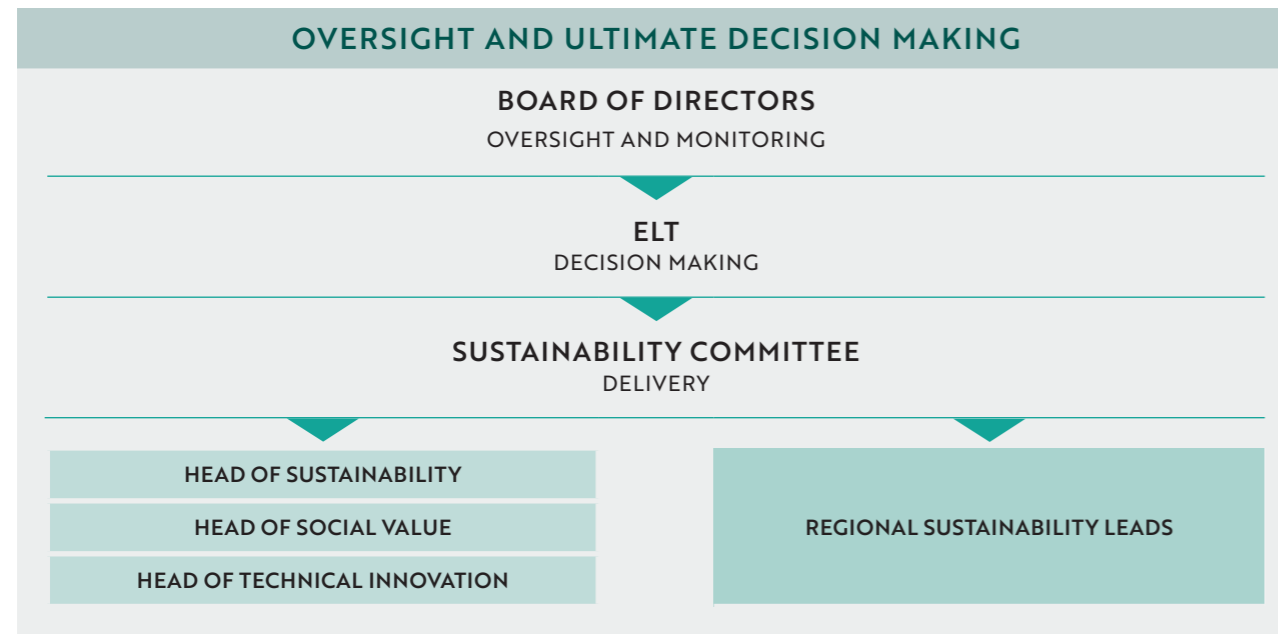 OVERSIGHT AND ULTIMATE DECISION MAKING
BOARD OF DIRECTORS
OVERSIGHT AND MONITORING
ELT
DECISION MAKING
SUSTAINABILITY COMMITTEE
DELIVERY
HEAD OF SUSTAINABILITY
HEAD OF SOCIAL VALUE
HEAD OF TECHNICAL INNOVATION
REGIONAL SUSTAINABILITY LEADS